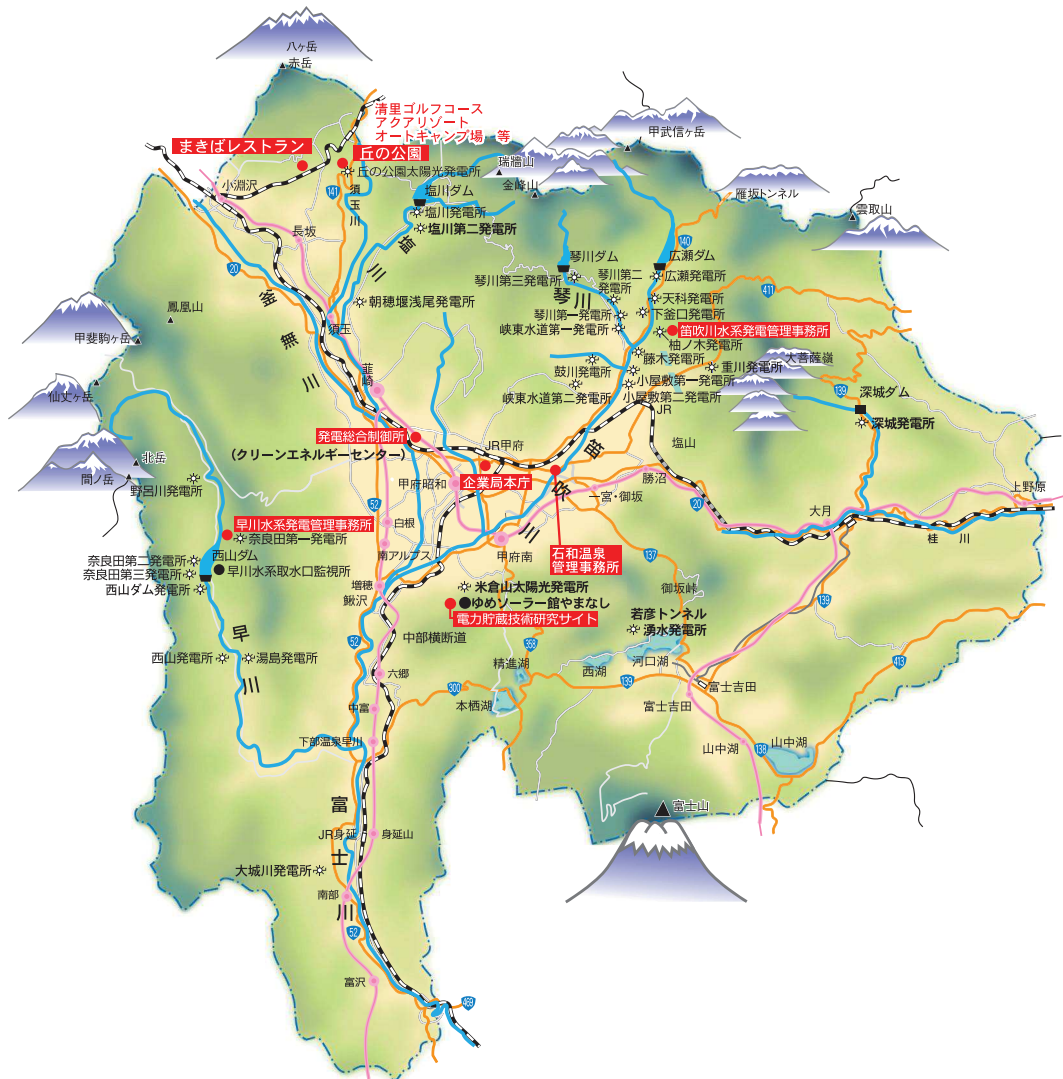 八ヶ岳
赤岳
清里ゴルフコース
アクアリゾート
オートキャンプ場　等
まきばレストラン
丘の公園
丘の公園太陽光発電所
小淵沢
141
須玉川
塩川ダム
塩川発電所
塩川第二発電所
塩川
瑞牆山
金峰山
甲武信ヶ岳
雁坂トンネル
雲取山
長坂
20
釜無川
朝穂堰浅尾発電所
須玉
鳳凰山
甲斐駒ヶ岳
仙丈ヶ岳
北岳
間ノ岳
野呂川発電所
140
琴川ダム
広瀬ダム
琴川第三発電所
琴川第二
発電所
広瀬発電所
琴川
天科発電所
411
琴川第一発電所
下釜口発電所
峡東水道第一発電所
笛吹川水系発電管理事務所
柚ノ木発電所
藤木発電所
大菩薩嶺
鼓川発電所
重川発電所
小屋敷第一発電所
峡東水道第二発電所
小屋敷第二発電所
139
深城ダム
深城発電所
JR
塩山
韮崎
発電総合制御所
(クリーンエネルギーセンター)
JR甲府
笛吹川
甲府昭和
企業局本庁
一宮・御坂
勝沼
20
大月
上野原
桂川
52
白根
早川水系発電管理事務所
奈良田第一発電所
南アルプス
甲府南
石和温泉
管理事務所
137
奈良田第二発電所
西山ダム
奈良田第三発電所
早川水系取水口監視所
西山ダム発電所
増穂
鰍沢
米倉山太陽光発電所
ゆめソーラー館やまなし
電力貯蔵技術研究サイト
御坂峠
139
若彦トンネル
湧水発電所
早川
52
中部横断道
358
西山発電所
湯島発電所
六郷
精進湖
西湖
河口湖
413
300
139
本栖湖
富士吉田
富士吉田
中富
下部温泉早川
山中湖
138
山中湖
富士山
富士川
JR身延
身延山
大城川発電所
南部
52
富沢
469